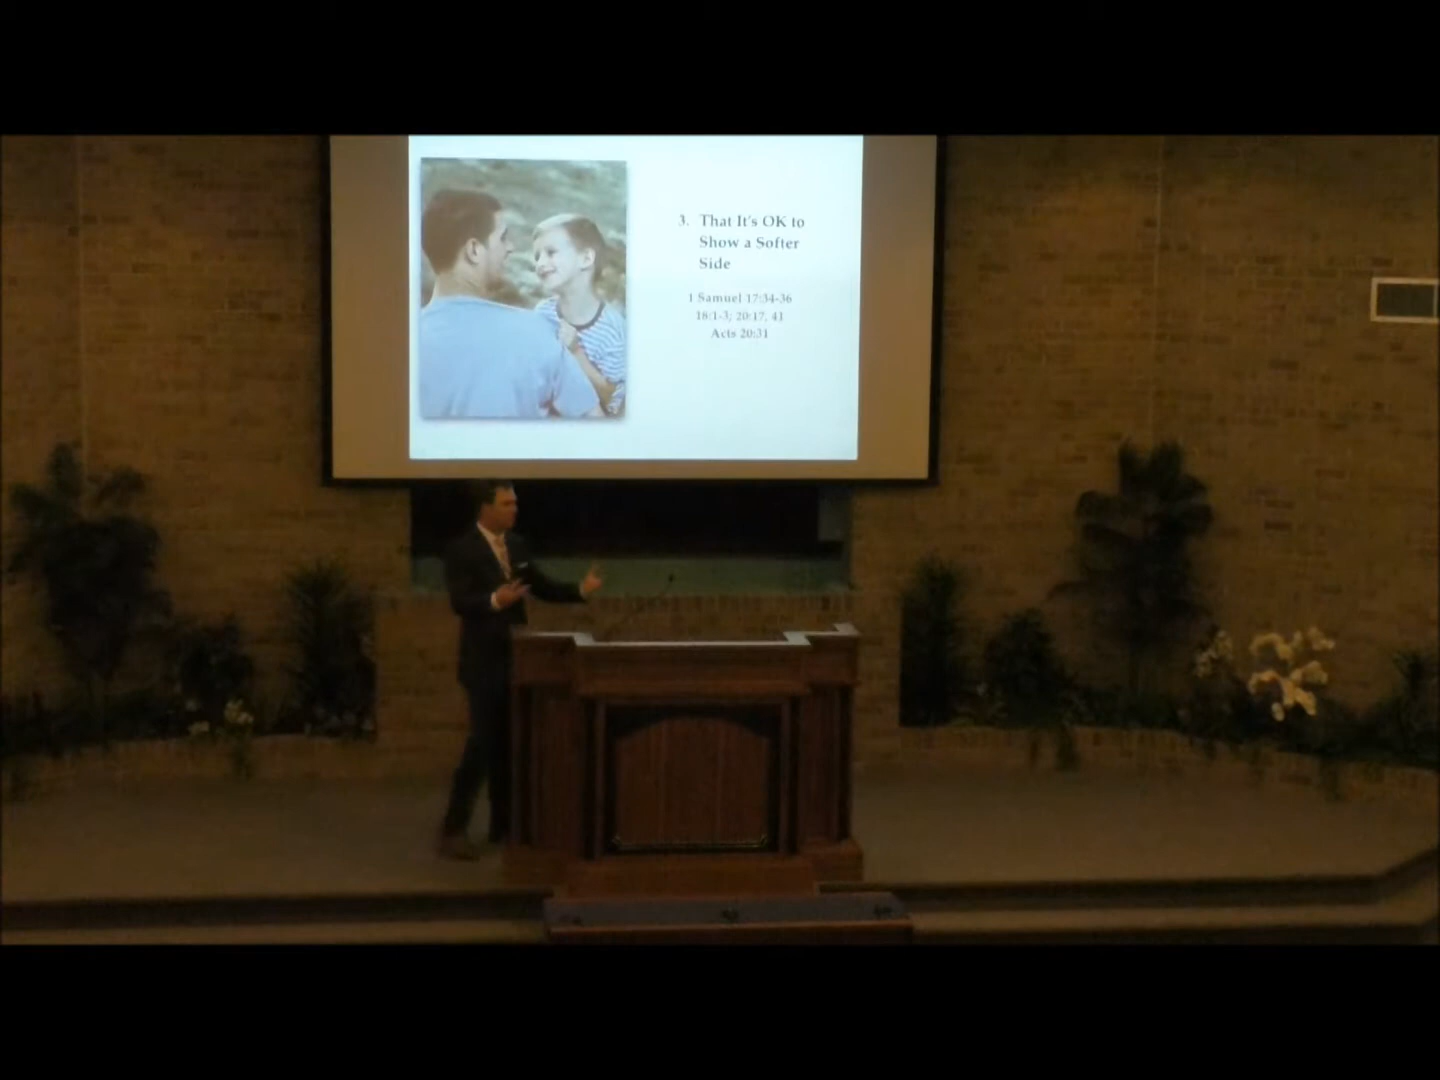 3. That It's OK to
Show a Softer
Side
1 Samuel 17:34-36
18:1-3; 20:17, 41
Acts 20:31